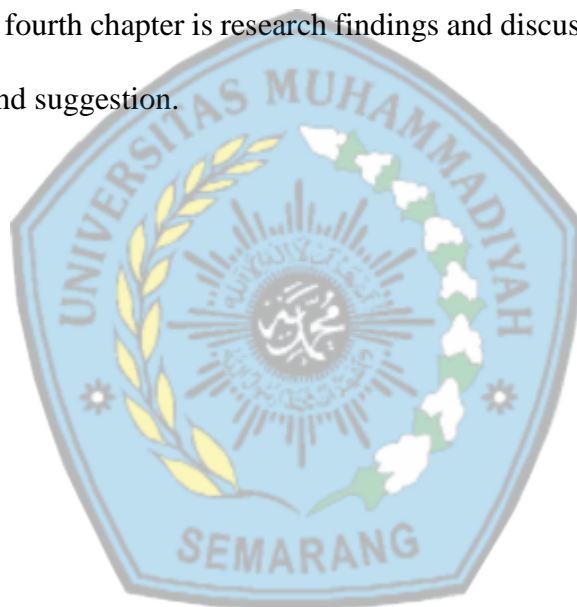 fourth chapter is research findings and discus
nd suggestion.
UNIVERSITAS MUHAMMADIYAH
SEMARANG